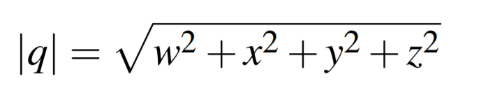 |q| = √(w² + x² + y² + z²)